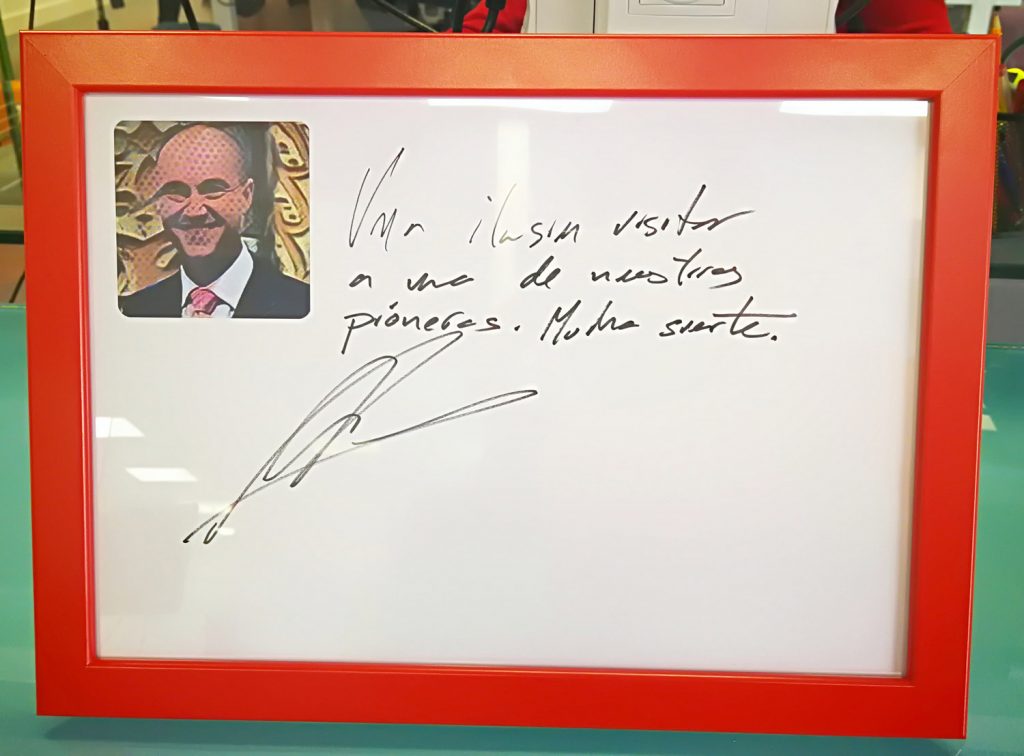 Una ilusión visitar
a una de nuestras
pioneras. Mucha suerte.